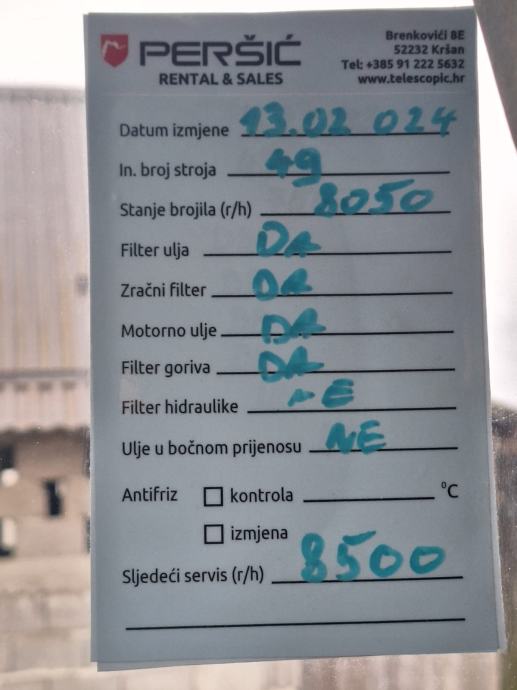 PERŠIĆ
RENTAL & SALES
Brenkovići 8E
52232 Kršan
Tel: +385 91 222 5632
www.telescopic.hr
Datum izmjene 13.02 024
In. broj stroja 49
Stanje brojila (r/h) 8050
Filter ulja DA
Zračni filter DA
Motorno ulje DA
Filter goriva DA
Filter hidraulike NE
Ulje u bočnom prijenosu NE
Antifriz kontrola °C
izmjena
Sljedeći servis (r/h) 8500